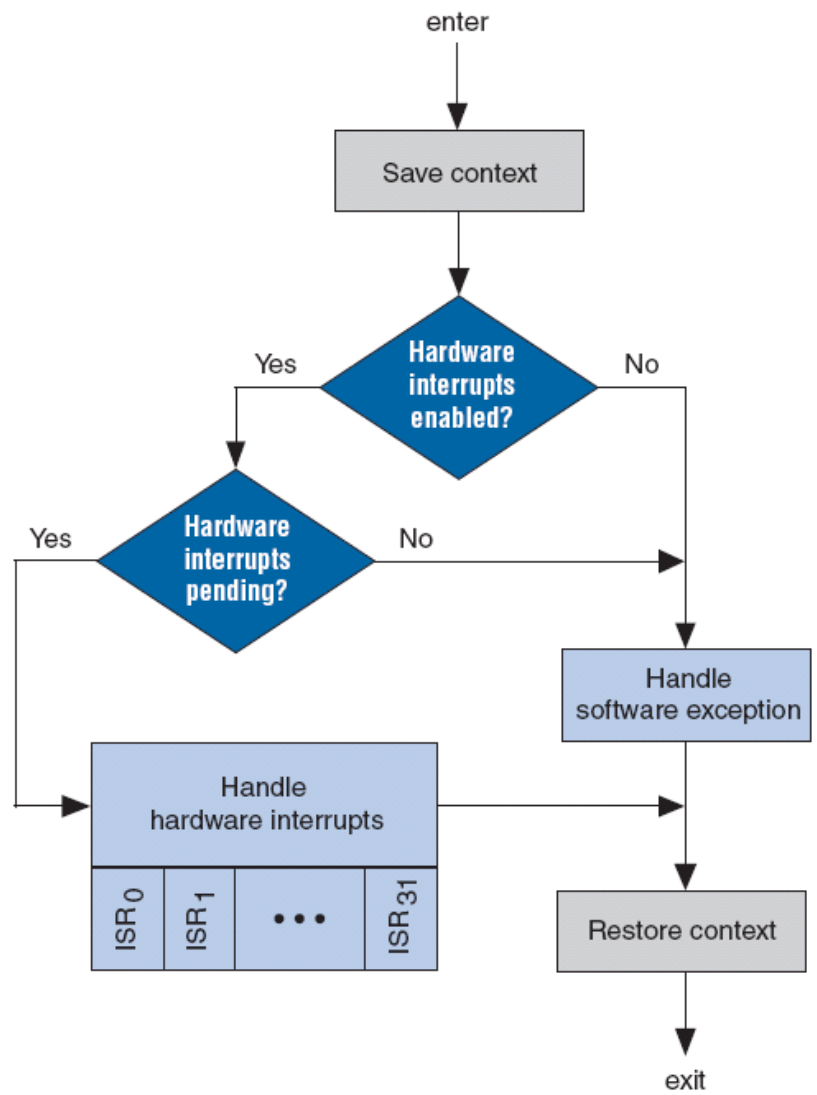 enter
Save context
Yes
Hardware
interrupts
enabled?
No
Yes
Hardware
interrupts
pending?
No
Handle
software exception
Handle
hardware interrupts
ISR0
ISR1
•••
ISR31
Restore context
exit